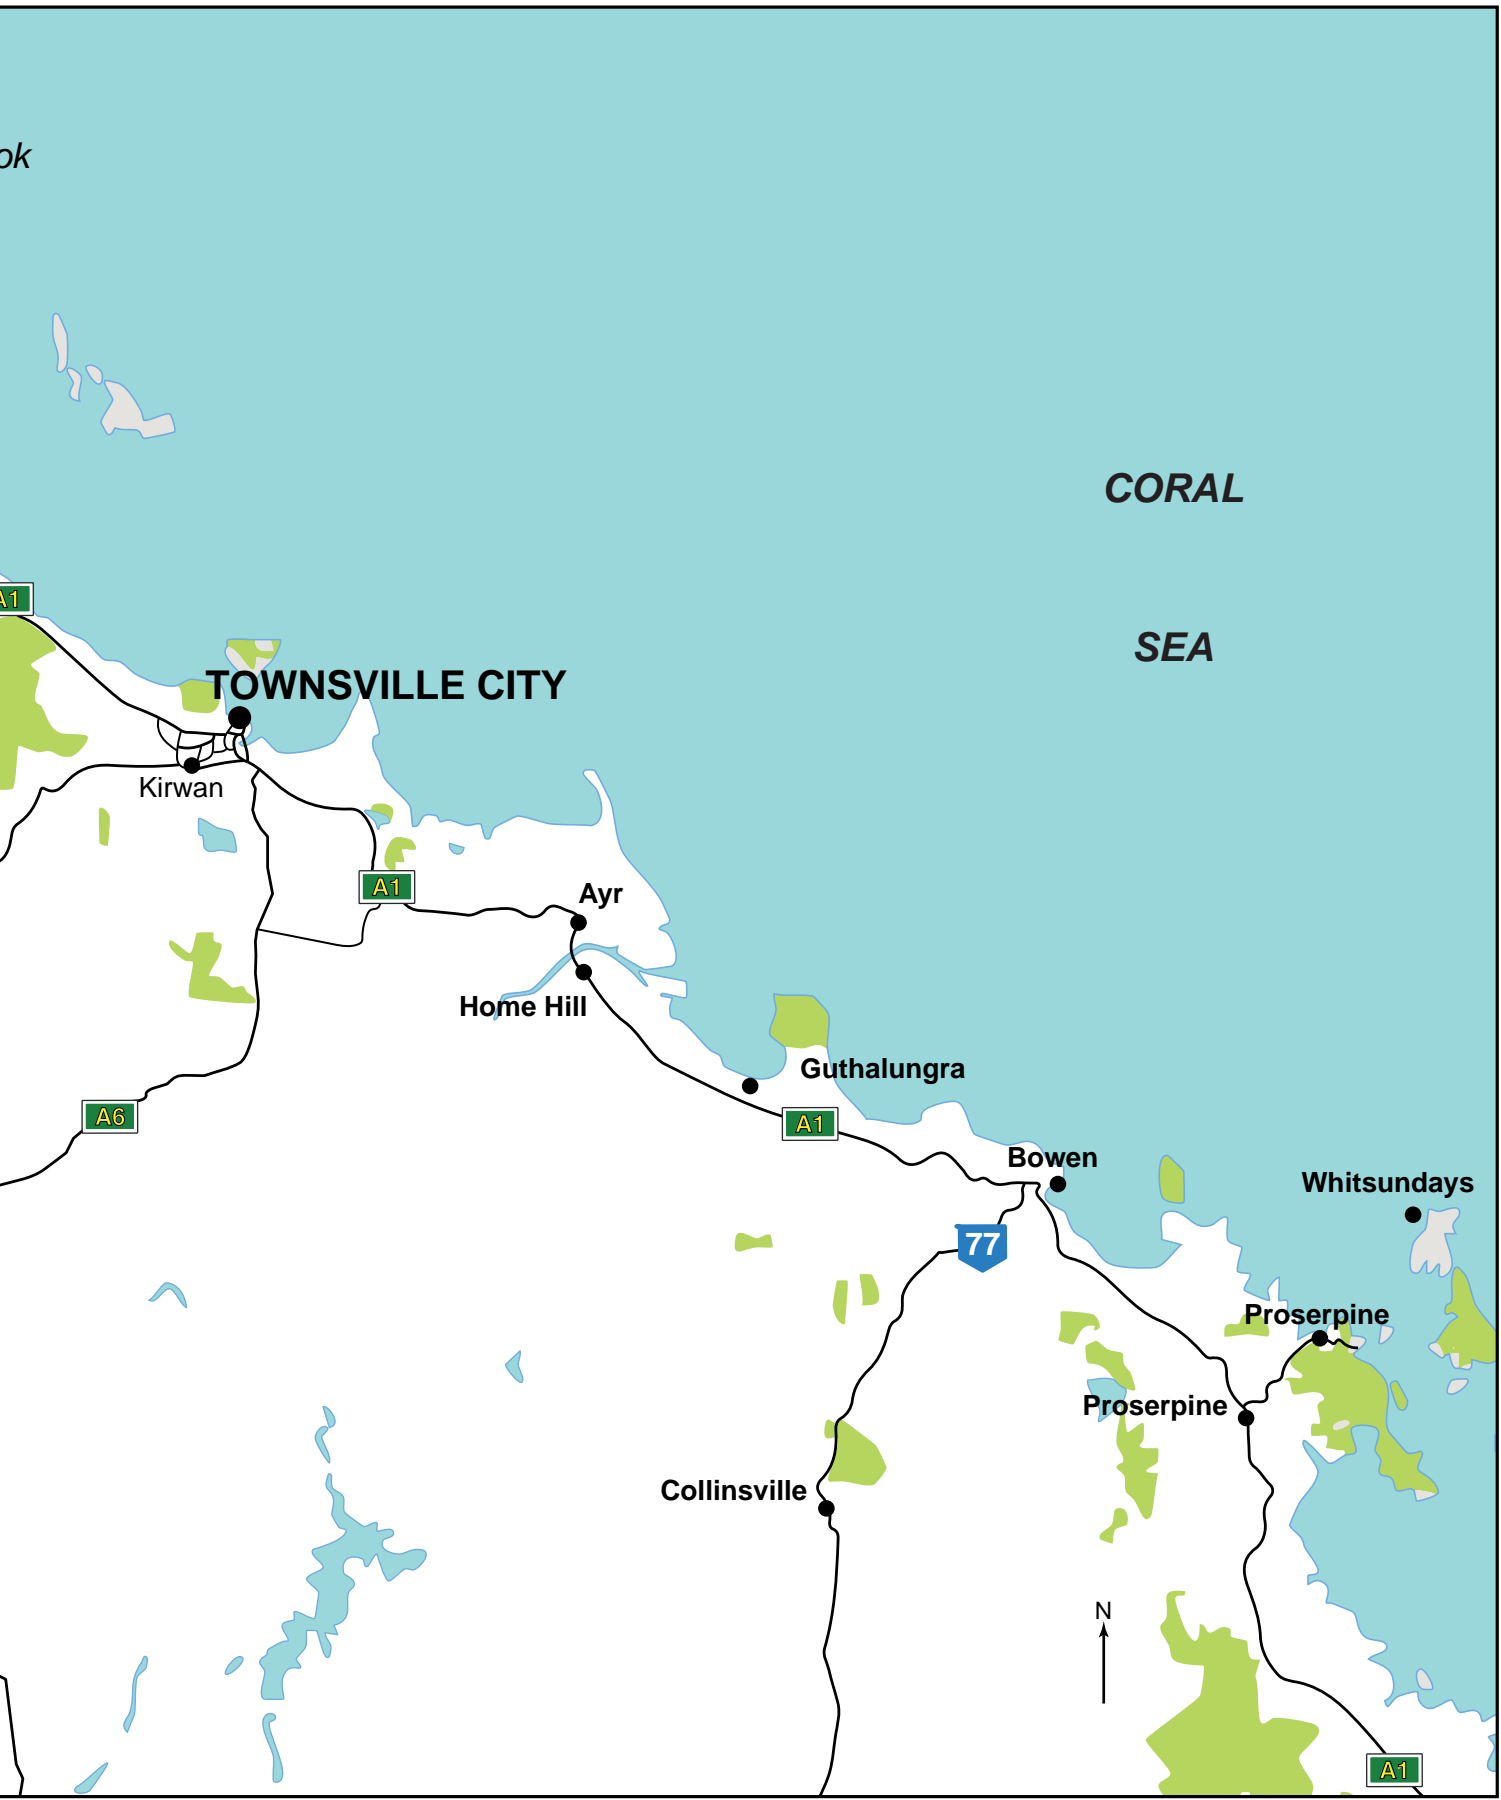 ok
CORAL
SEA
A1
TOWNSVILLE CITY
Kirwan
A1
Ayr
Home Hill
Guthalungra
A6
A1
Bowen
Whitsundays
77
Proserpine
Proserpine
Collinsville
N
A1